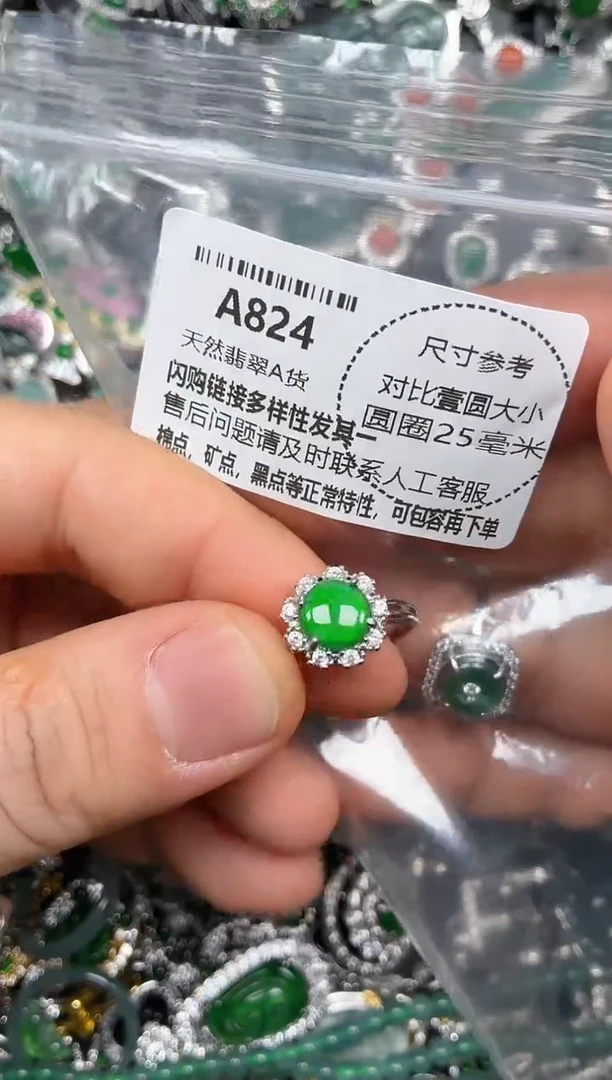 A824
天然翡翠A货
闪购链接多样性发其一
售后问题请及时联系人工客服
棉点，矿点，黑点等正常特性，可包容再下单
尺寸参考
对比壹圆大小
圆圈25毫米